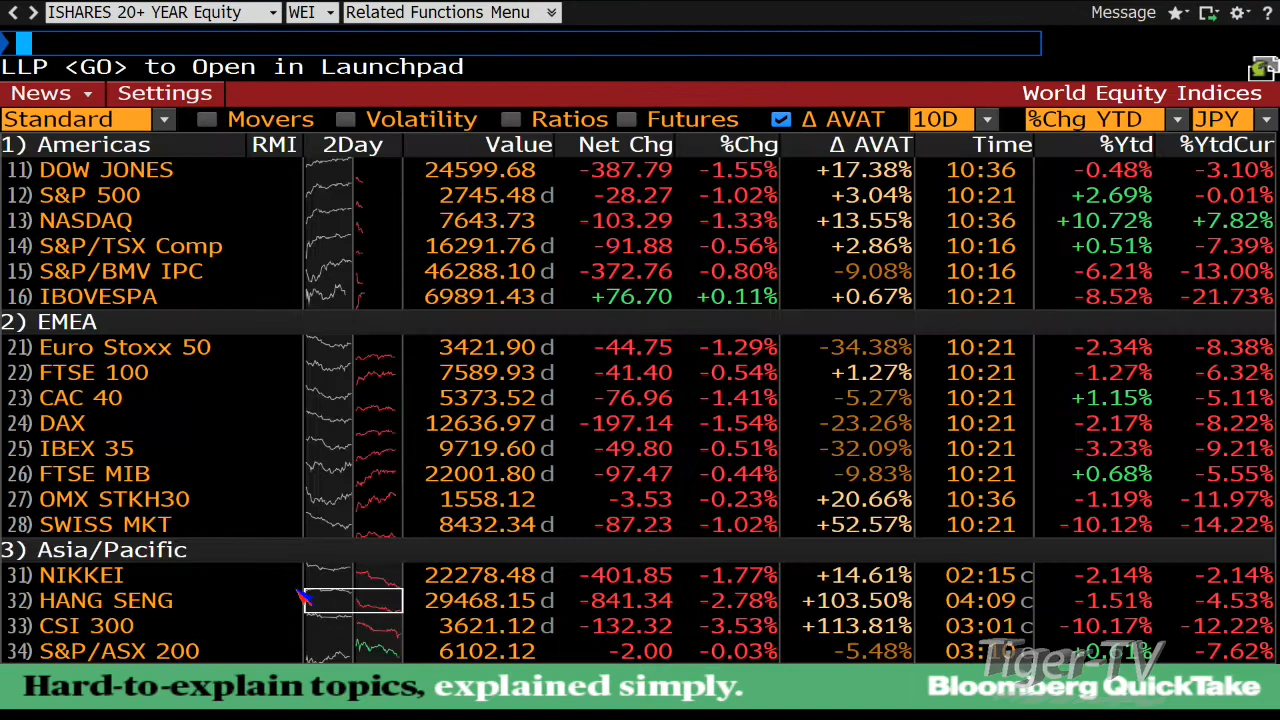 ISHARES 20+ YEAR Equity WEI Related Functions Menu Message ?
LLP <GO> to Open in Launchpad
News Settings World Equity Indices
Standard Movers Volatility Ratios Futures Δ AVAT 10D %Chg YTD JPY
1) Americas RMI 2Day Value Net Chg %Chg Δ AVAT Time %Ytd %YtdCur
11) DOW JONES 24599.68 -387.79 -1.55% +17.38% 10:36 -0.48% -3.10%
12) S&P 500 2745.48 d -28.27 -1.02% +3.04% 10:21 +2.69% -0.01%
13) NASDAQ 7643.73 -103.29 -1.33% +13.55% 10:36 +10.72% +7.82%
14) S&P/TSX Comp 16291.76 d -91.88 -0.56% +2.86% 10:16 +0.51% -7.39%
15) S&P/BMV IPC 46288.10 d -372.76 -0.80% -9.08% 10:16 -6.21% -13.00%
16) IBOVESPA 69891.43 d +76.70 +0.11% +0.67% 10:21 -8.52% -21.73%
2) EMEA
21) Euro Stoxx 50 3421.90 d -44.75 -1.29% -34.38% 10:21 -2.34% -8.38%
22) FTSE 100 7589.93 d -41.40 -0.54% +1.27% 10:21 -1.27% -6.32%
23) CAC 40 5373.52 d -76.96 -1.41% -5.27% 10:21 +1.15% -5.11%
24) DAX 12636.97 d -197.14 -1.54% -23.26% 10:21 -2.17% -8.22%
25) IBEX 35 9719.60 d -49.80 -0.51% -32.09% 10:21 -3.23% -9.21%
26) FTSE MIB 22001.80 d -97.47 -0.44% -9.83% 10:21 +0.68% -5.55%
27) OMX STKH30 1558.12 -3.53 -0.23% +20.66% 10:36 -1.19% -11.97%
28) SWISS MKT 8432.34 d -87.23 -1.02% +52.57% 10:21 -10.12% -14.22%
3) Asia/Pacific
31) NIKKEI 22278.48 d -401.85 -1.77% +14.61% 02:15 c -2.14% -2.14%
32) HANG SENG 29468.15 d -841.34 -2.78% +103.50% 04:09 c -1.51% -4.53%
33) CSI 300 3621.12 d -132.32 -3.53% +113.81% 03:01 c -10.17% -12.22%
34) S&P/ASX 200 6102.12 -2.00 -0.03% -5.48% -7.62%
Tiger-TV
Hard-to-explain topics, explained simply. Bloomberg QuickTake